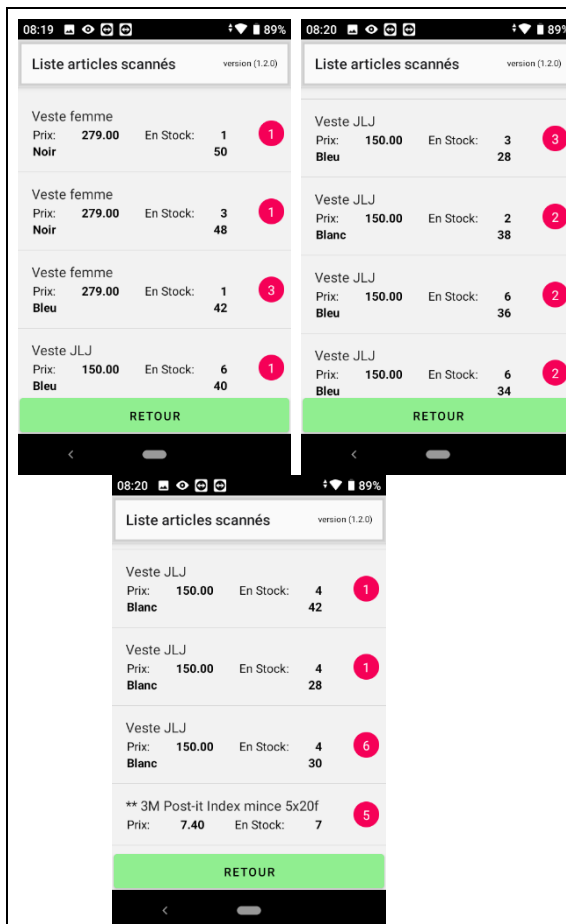 08:19 89%
Liste articles scannés version (1.2.0)
Veste femme
Prix: 279.00 En Stock: 1 1
Noir 50
Veste femme
Prix: 279.00 En Stock: 3 1
Noir 48
Veste femme
Prix: 279.00 En Stock: 1 3
Bleu 42
Veste JLJ
Prix: 150.00 En Stock: 6 1
Bleu 40
RETOUR
08:20 89%
Liste articles scannés version (1.2.0)
Veste JLJ
Prix: 150.00 En Stock: 3 3
Bleu 28
Veste JLJ
Prix: 150.00 En Stock: 2 2
Blanc 38
Veste JLJ
Prix: 150.00 En Stock: 6 2
Bleu 36
Veste JLJ
Prix: 150.00 En Stock: 6 2
Bleu 34
RETOUR
08:20 89%
Liste articles scannés version (1.2.0)
Veste JLJ
Prix: 150.00 En Stock: 4 1
Blanc 42
Veste JLJ
Prix: 150.00 En Stock: 4 1
Blanc 28
Veste JLJ
Prix: 150.00 En Stock: 4 6
Blanc 30
** 3M Post-it Index mince 5x20f
Prix: 7.40 En Stock: 7 5
RETOUR